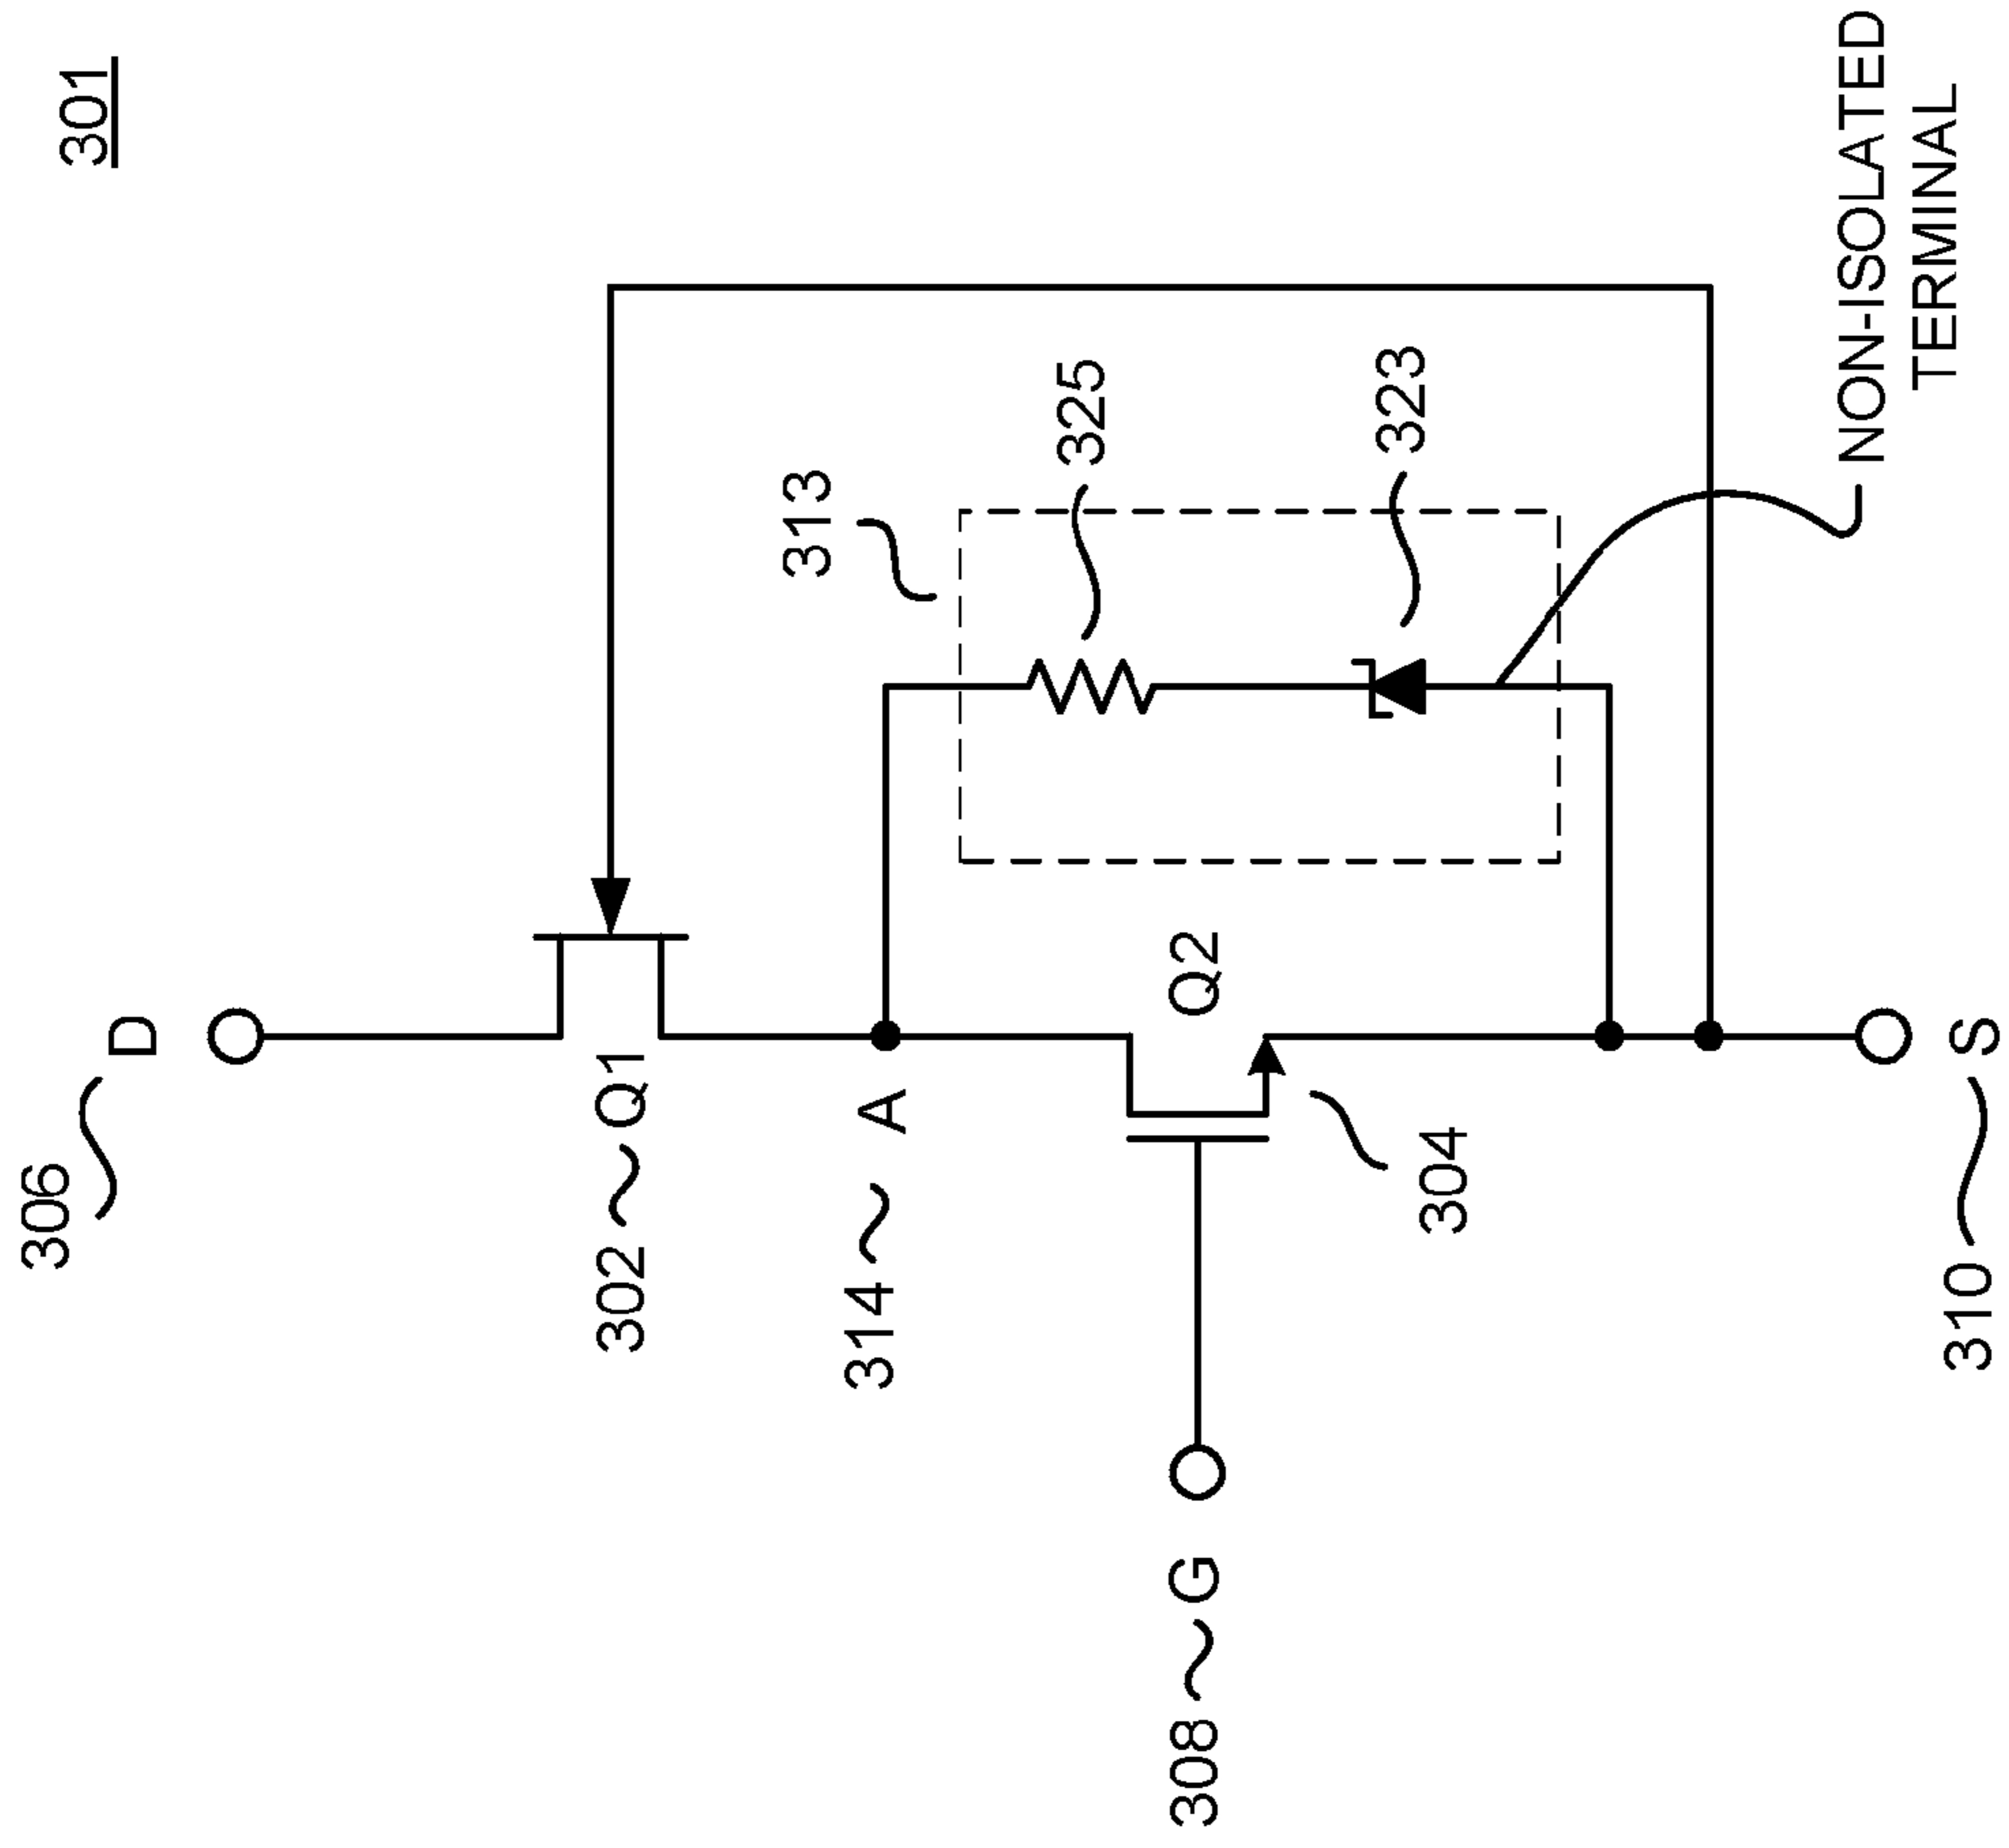 301
306
D
302
Q1
313
325
314
A
Q2
323
304
308
G
310
S
NON-ISOLATED
TERMINAL